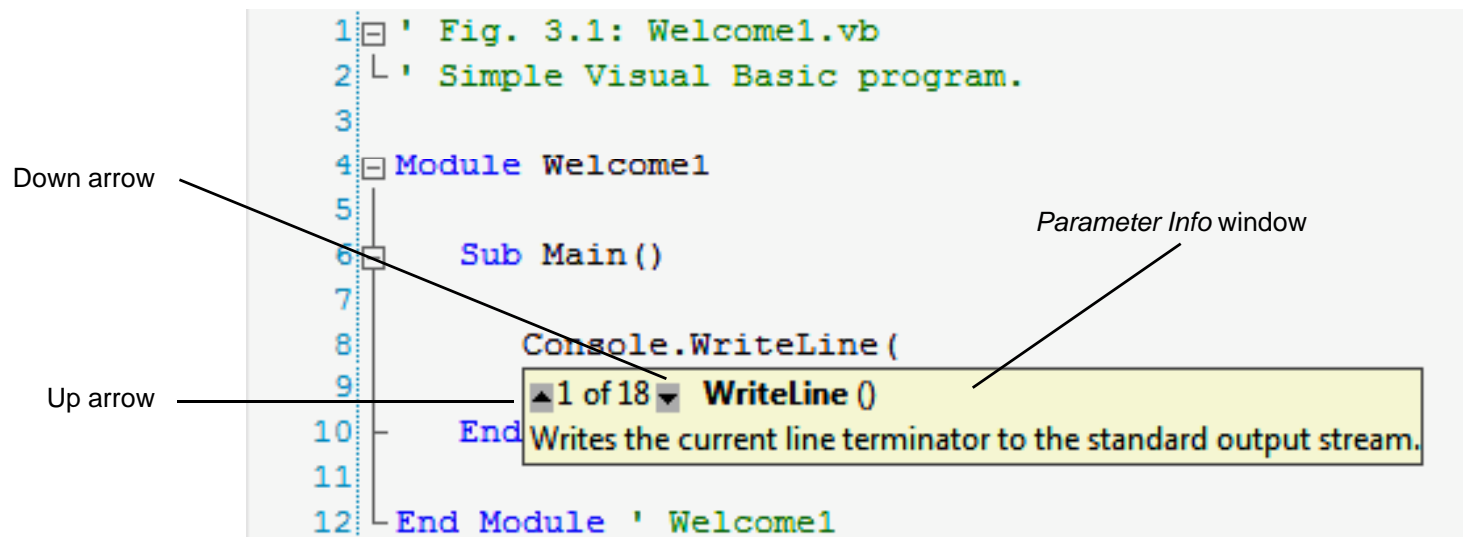 1 ' Fig. 3.1: Welcome1.vb
2 ' Simple Visual Basic program.
3
4 Module Welcome1
Down arrow
5
Parameter Info window
6 Sub Main()
7
8 Console.WriteLine(
9
Up arrow
1 of 18 WriteLine ()
10 End
Writes the current line terminator to the standard output stream.
11
12 End Module ' Welcome1